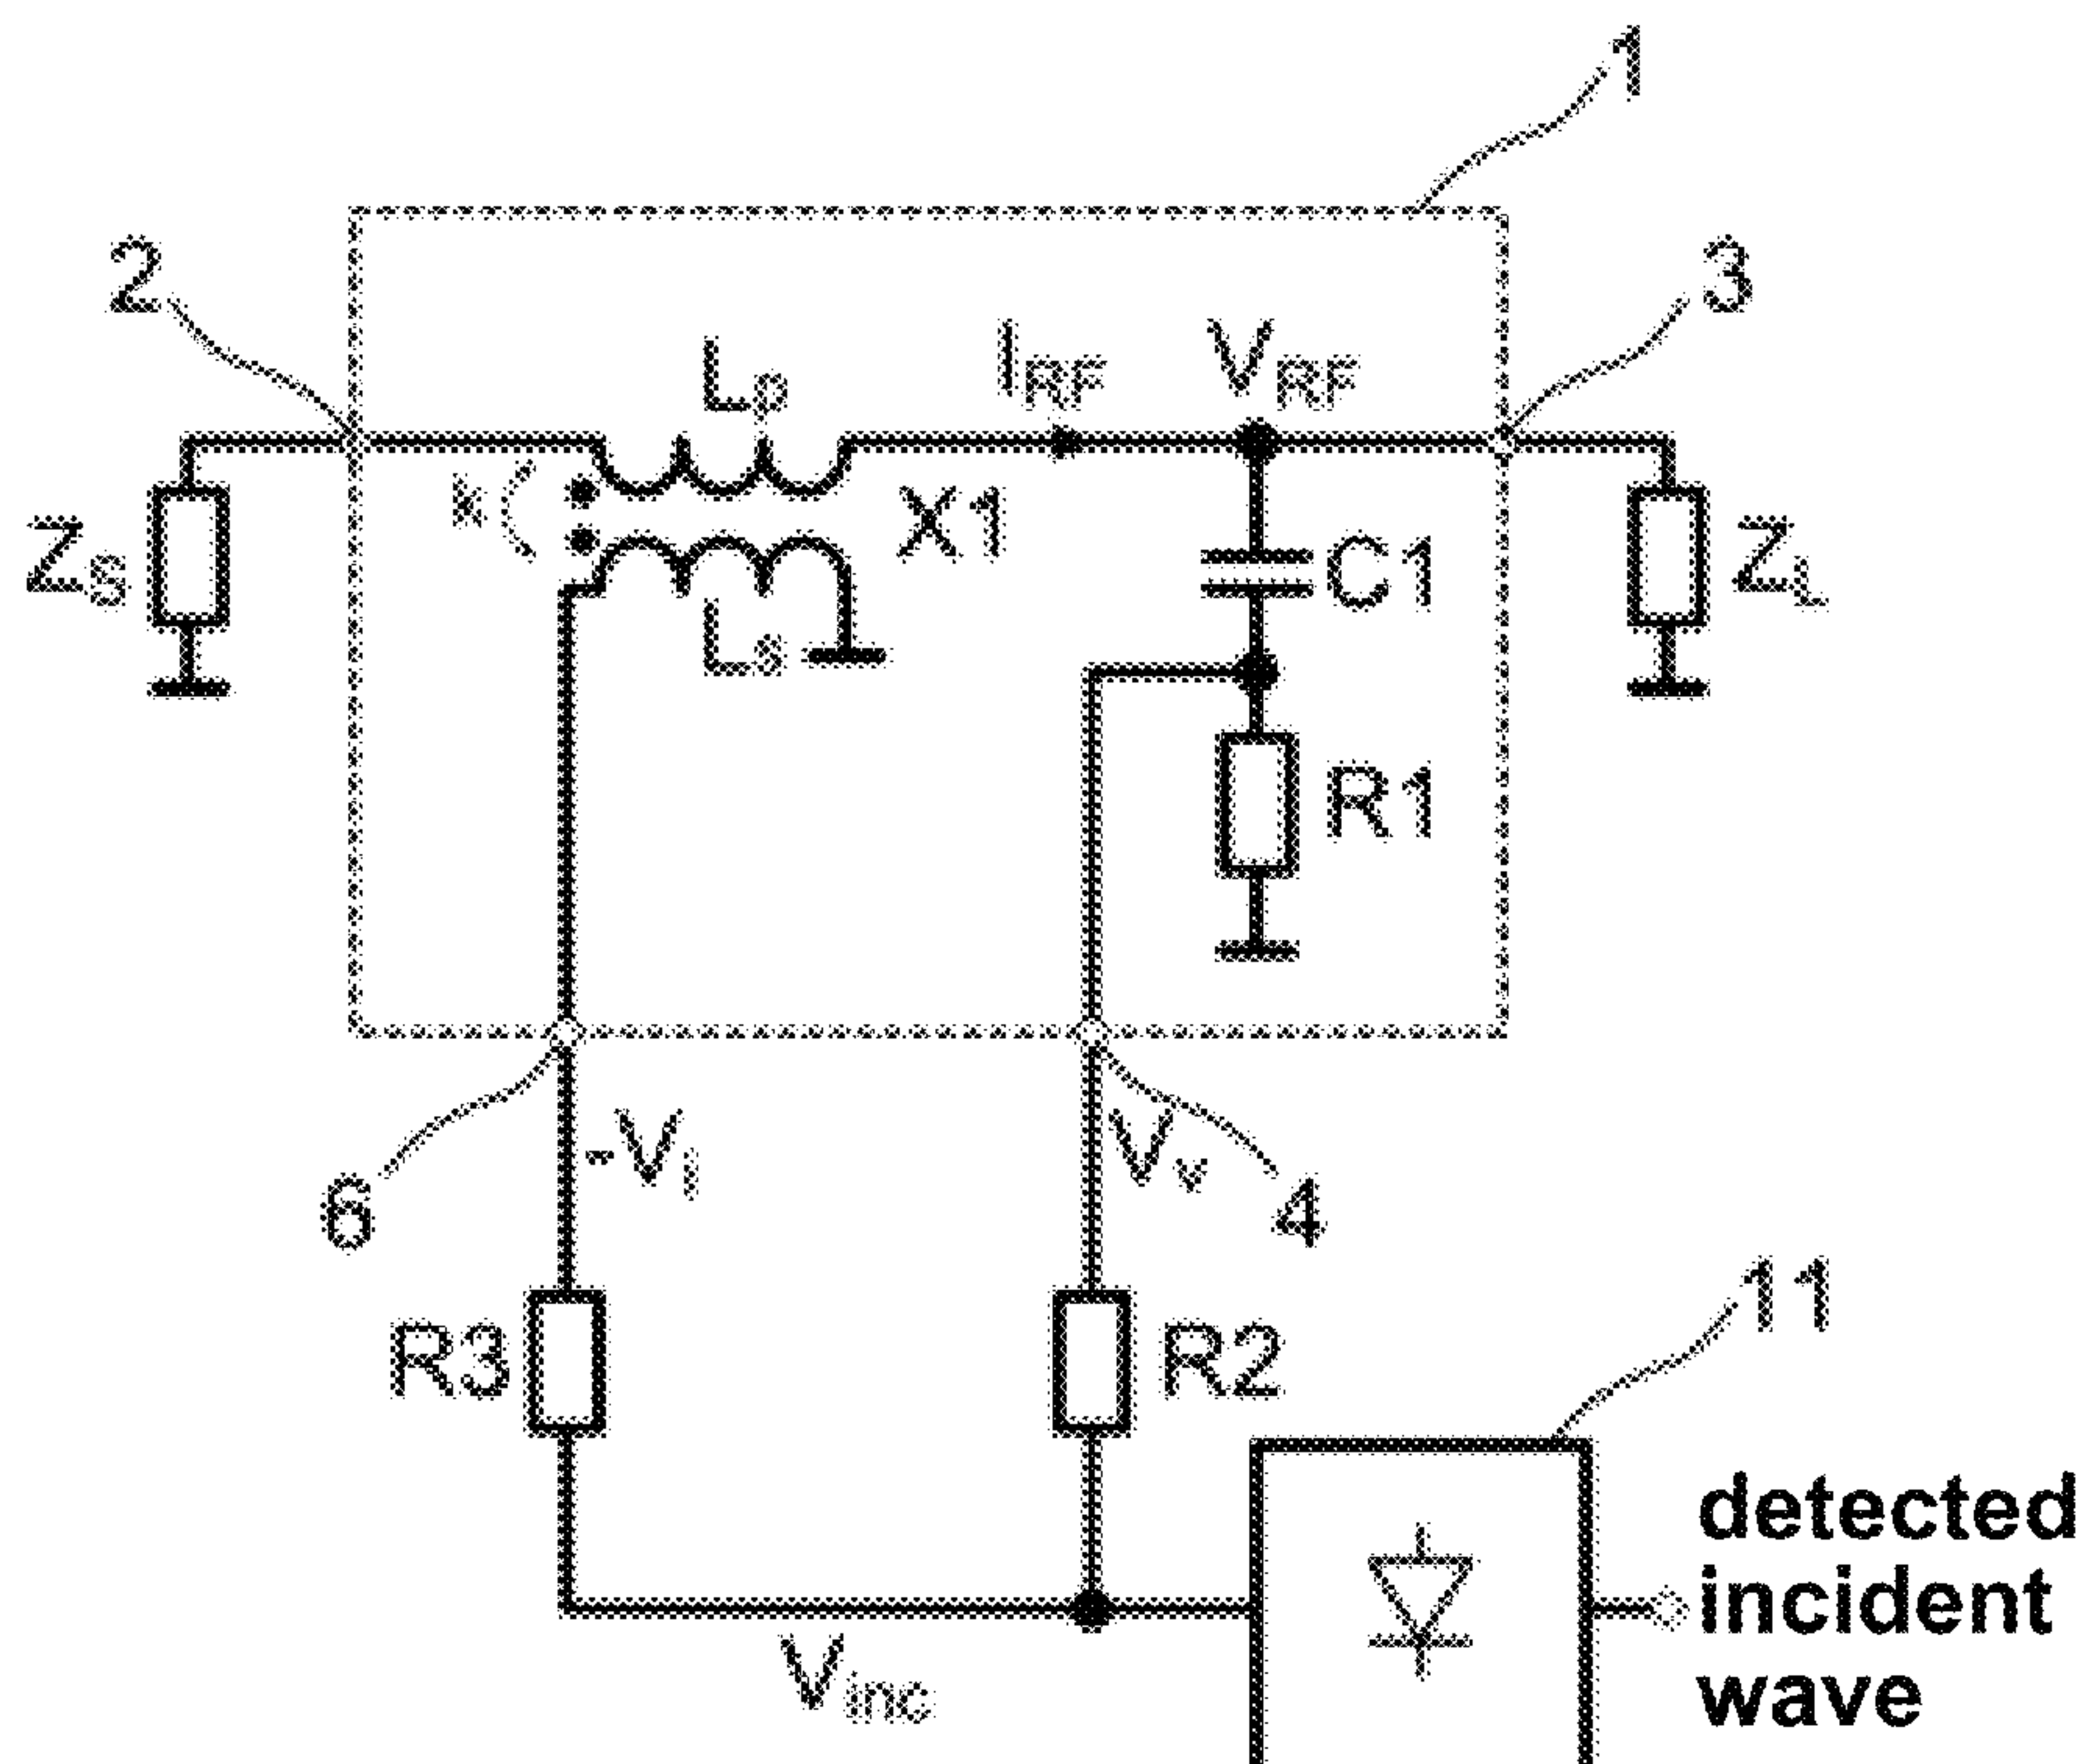 1
2
3
Lp
IRF
VRF
k
X1
ZS
C1
ZL
Ls
R1
-Vi
Vv
6
4
11
R3
R2
detected
incident
wave
Vinc